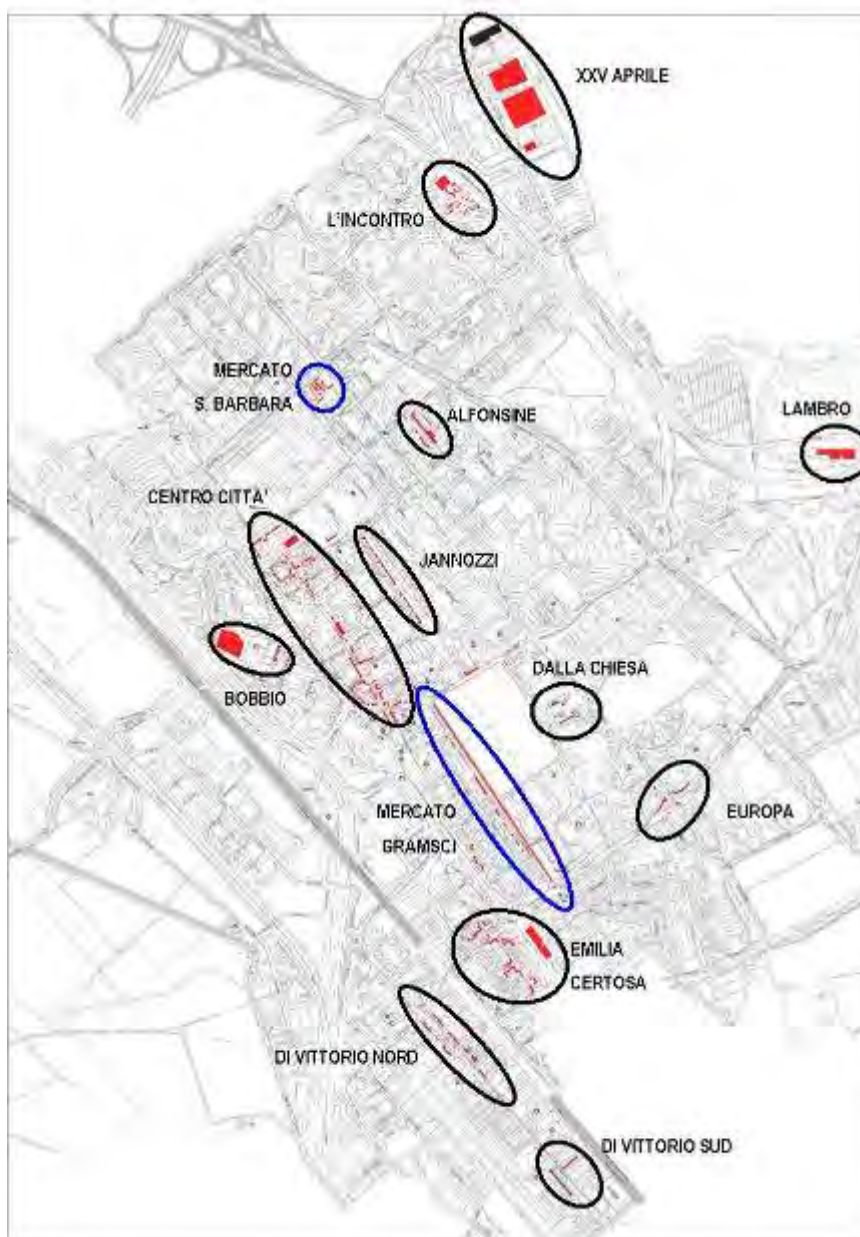 XXV APRILE
L'INCONTRO
MERCATO
S. BARBARA
ALFONSINE
LAMBRO
CENTRO CITTA'
JANNOZZI
DALLA CHIESA
BOBBIO
MERCATO
GRAMSCI
EUROPA
EMILIA
CERTOSA
DI VITTORIO NORD
DI VITTORIO SUD